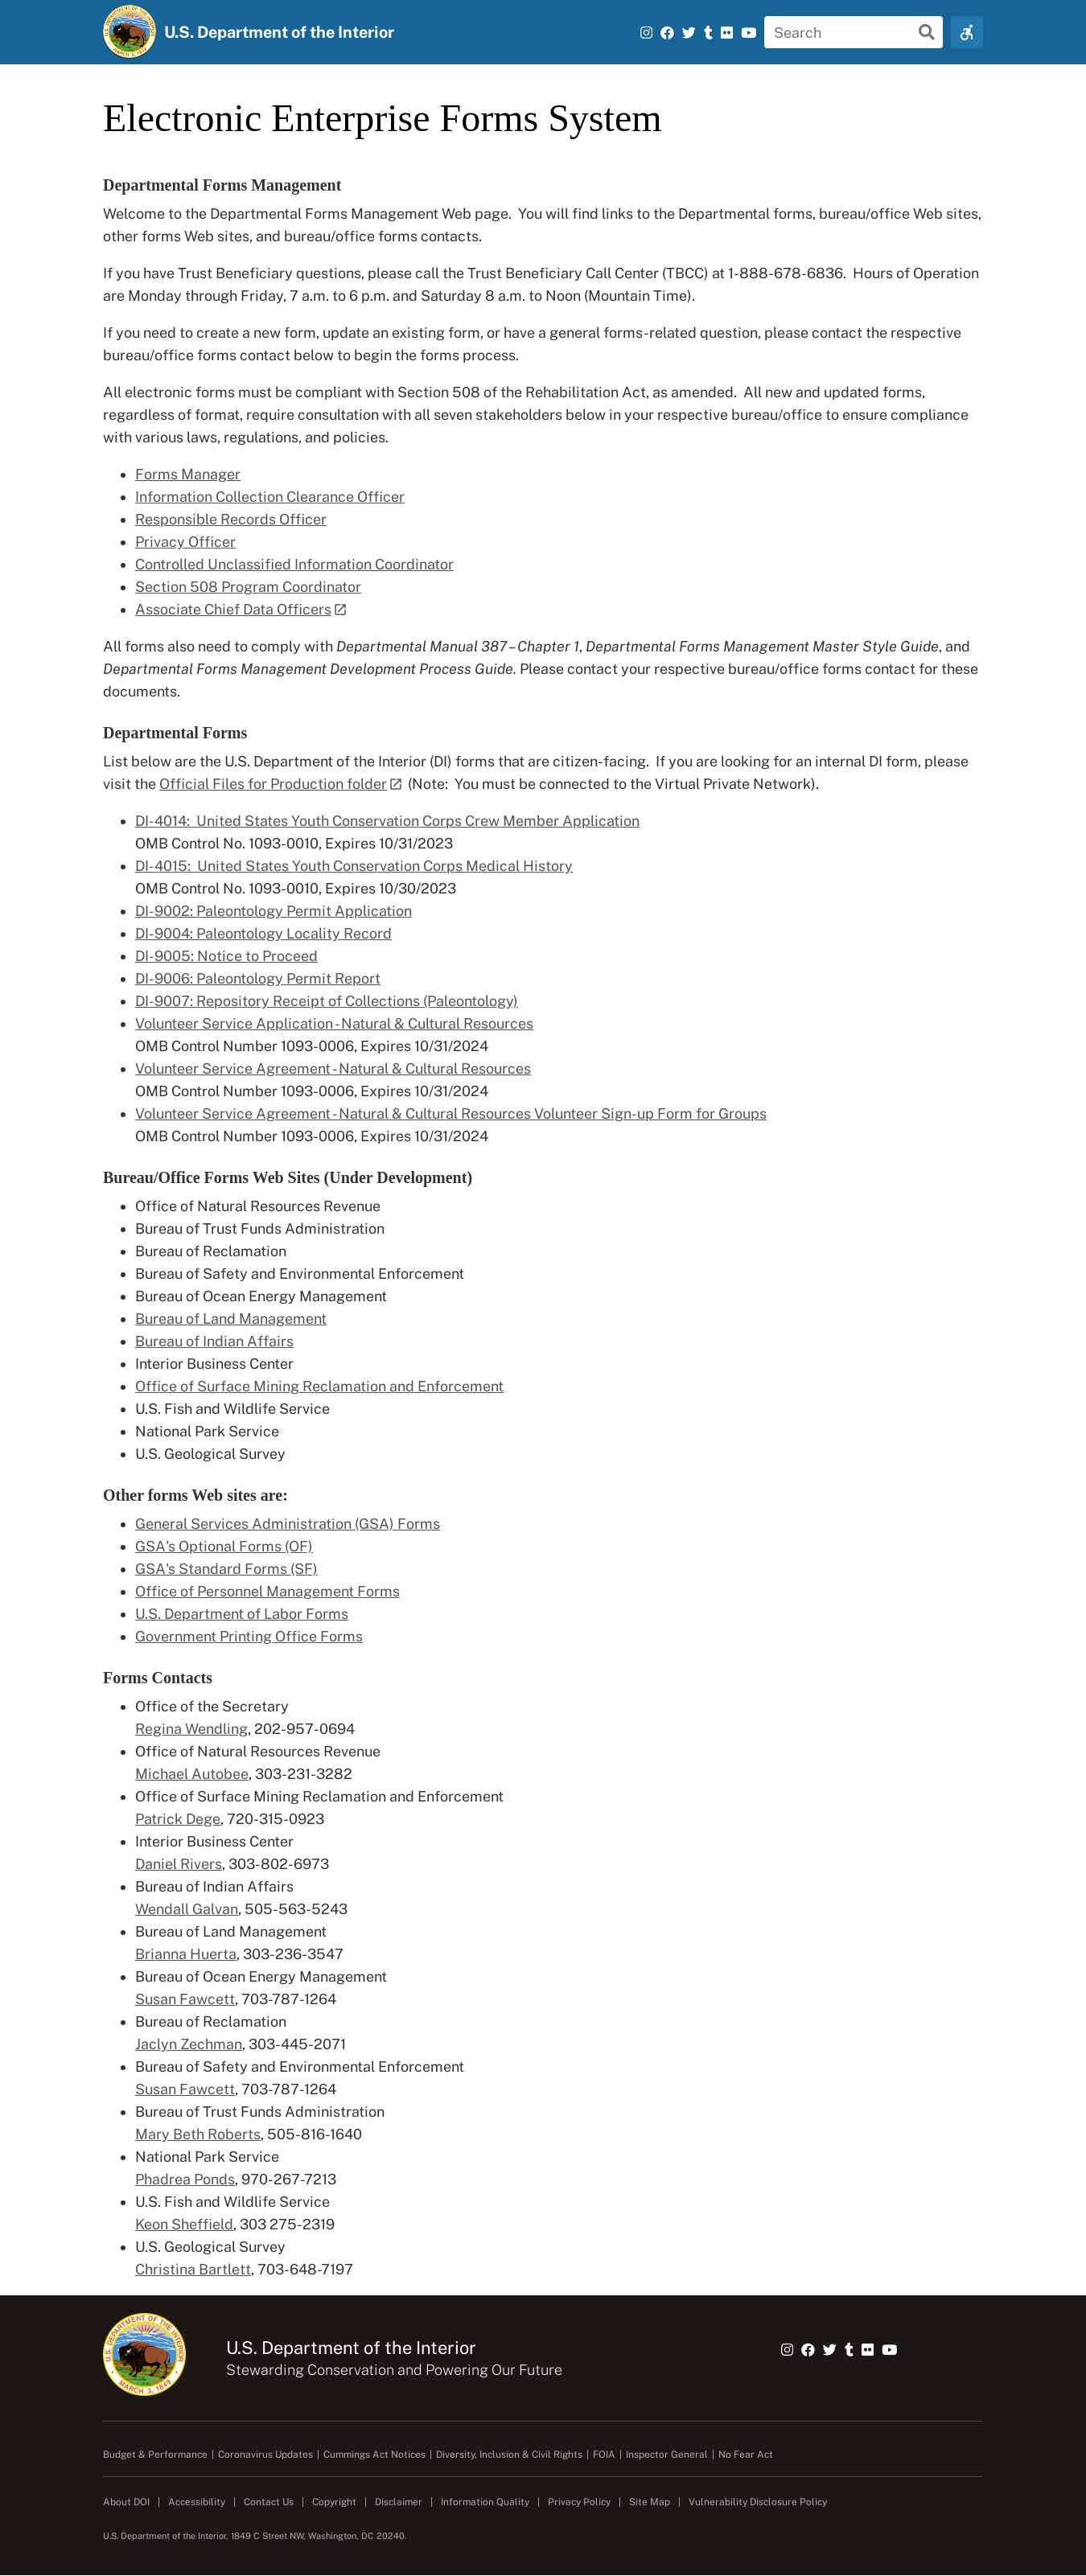 U.S. Department of the Interior
Search
Electronic Enterprise Forms System
Departmental Forms Management
Welcome to the Departmental Forms Management Web page.  You will find links to the Departmental forms, bureau/office Web sites,
other forms Web sites, and bureau/office forms contacts.
If you have Trust Beneficiary questions, please call the Trust Beneficiary Call Center (TBCC) at 1-888-678-6836.  Hours of Operation
are Monday through Friday, 7 a.m. to 6 p.m. and Saturday 8 a.m. to Noon (Mountain Time).
If you need to create a new form, update an existing form, or have a general forms-related question, please contact the respective
bureau/office forms contact below to begin the forms process.
All electronic forms must be compliant with Section 508 of the Rehabilitation Act, as amended.  All new and updated forms,
regardless of format, require consultation with all seven stakeholders below in your respective bureau/office to ensure compliance
with various laws, regulations, and policies.
• Forms Manager
• Information Collection Clearance Officer
• Responsible Records Officer
• Privacy Officer
• Controlled Unclassified Information Coordinator
• Section 508 Program Coordinator
• Associate Chief Data Officers
All forms also need to comply with Departmental Manual 387–Chapter 1, Departmental Forms Management Master Style Guide, and
Departmental Forms Management Development Process Guide. Please contact your respective bureau/office forms contact for these
documents.
Departmental Forms
List below are the U.S. Department of the Interior (DI) forms that are citizen-facing.  If you are looking for an internal DI form, please
visit the Official Files for Production folder (Note:  You must be connected to the Virtual Private Network).
• DI-4014:  United States Youth Conservation Corps Crew Member Application
OMB Control No. 1093-0010, Expires 10/31/2023
• DI-4015:  United States Youth Conservation Corps Medical History
OMB Control No. 1093-0010, Expires 10/30/2023
• DI-9002: Paleontology Permit Application
• DI-9004: Paleontology Locality Record
• DI-9005: Notice to Proceed
• DI-9006: Paleontology Permit Report
• DI-9007: Repository Receipt of Collections (Paleontology)
• Volunteer Service Application - Natural & Cultural Resources
OMB Control Number 1093-0006, Expires 10/31/2024
• Volunteer Service Agreement - Natural & Cultural Resources
OMB Control Number 1093-0006, Expires 10/31/2024
• Volunteer Service Agreement - Natural & Cultural Resources Volunteer Sign-up Form for Groups
OMB Control Number 1093-0006, Expires 10/31/2024
Bureau/Office Forms Web Sites (Under Development)
• Office of Natural Resources Revenue
• Bureau of Trust Funds Administration
• Bureau of Reclamation
• Bureau of Safety and Environmental Enforcement
• Bureau of Ocean Energy Management
• Bureau of Land Management
• Bureau of Indian Affairs
• Interior Business Center
• Office of Surface Mining Reclamation and Enforcement
• U.S. Fish and Wildlife Service
• National Park Service
• U.S. Geological Survey
Other forms Web sites are:
• General Services Administration (GSA) Forms
• GSA's Optional Forms (OF)
• GSA's Standard Forms (SF)
• Office of Personnel Management Forms
• U.S. Department of Labor Forms
• Government Printing Office Forms
Forms Contacts
• Office of the Secretary
Regina Wendling, 202-957-0694
• Office of Natural Resources Revenue
Michael Autobee, 303-231-3282
• Office of Surface Mining Reclamation and Enforcement
Patrick Dege, 720-315-0923
• Interior Business Center
Daniel Rivers, 303-802-6973
• Bureau of Indian Affairs
Wendall Galvan, 505-563-5243
• Bureau of Land Management
Brianna Huerta, 303-236-3547
• Bureau of Ocean Energy Management
Susan Fawcett, 703-787-1264
• Bureau of Reclamation
Jaclyn Zechman, 303-445-2071
• Bureau of Safety and Environmental Enforcement
Susan Fawcett, 703-787-1264
• Bureau of Trust Funds Administration
Mary Beth Roberts, 505-816-1640
• National Park Service
Phadrea Ponds, 970-267-7213
• U.S. Fish and Wildlife Service
Keon Sheffield, 303 275-2319
• U.S. Geological Survey
Christina Bartlett, 703-648-7197
U.S. DEPARTMENT OF THE INTERIOR
MARCH 3, 1849
U.S. Department of the Interior
Stewarding Conservation and Powering Our Future
Budget & Performance | Coronavirus Updates | Cummings Act Notices | Diversity, Inclusion & Civil Rights | FOIA | Inspector General | No Fear Act
About DOI | Accessibility | Contact Us | Copyright | Disclaimer | Information Quality | Privacy Policy | Site Map | Vulnerability Disclosure Policy
U.S. Department of the Interior, 1849 C Street NW, Washington, DC 20240.